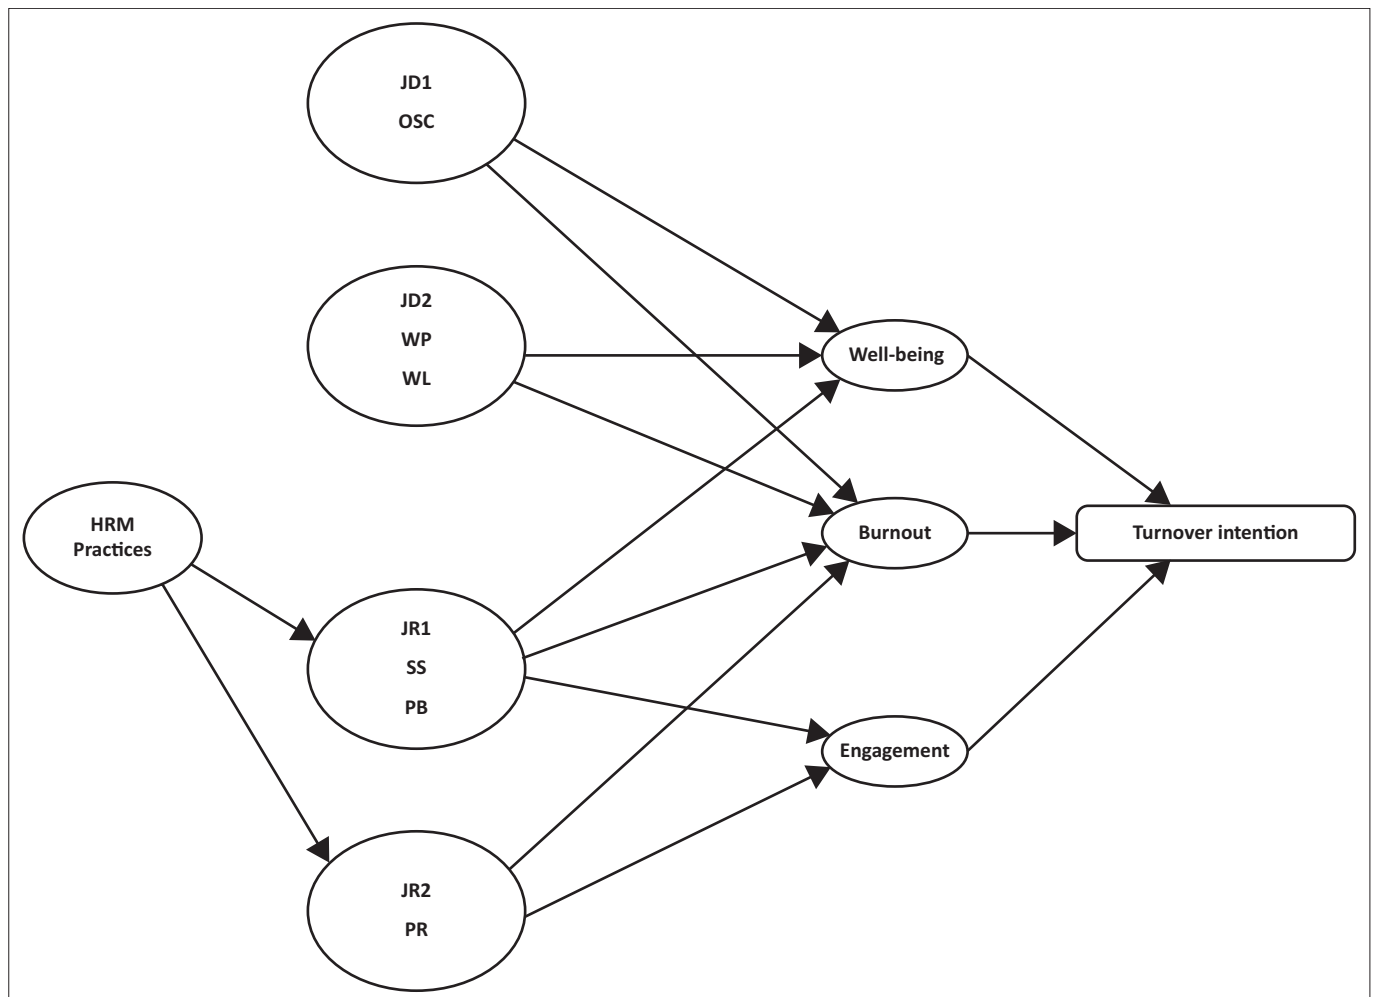 JD1
OSC
JD2
WP
WL
Well-being
HRM
Practices
Burnout
Turnover intention
JR1
SS
PB
Engagement
JR2
PR